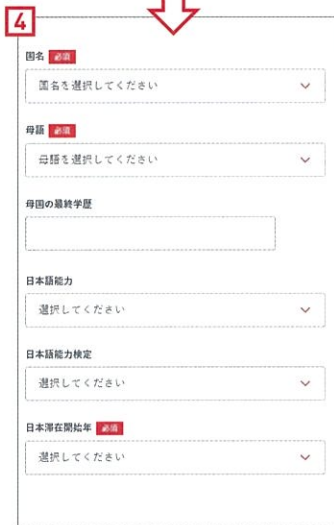 4
国名 必須
国名を選択してください
母語 必須
母語を選択してください
母国の最終学歴
日本語能力
選択してください
日本語能力検定
選択してください
日本滞在開始年 必須
選択してください